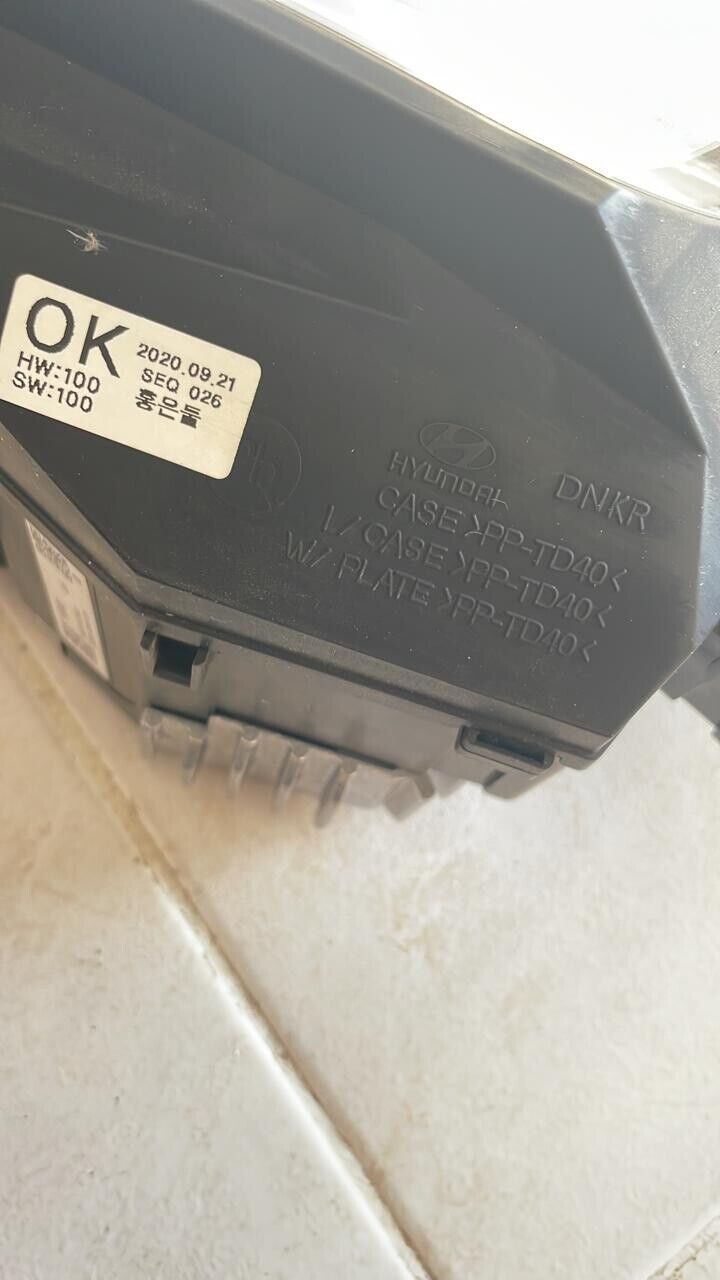 OK
HW:100
SW:100
2020.09.21
SEQ 026
홍은둘
HYUNDAI
DNKR
CASE >PP-TD40<
I/CASE >PP-TD40<
W/ PLATE >PP-TD40<